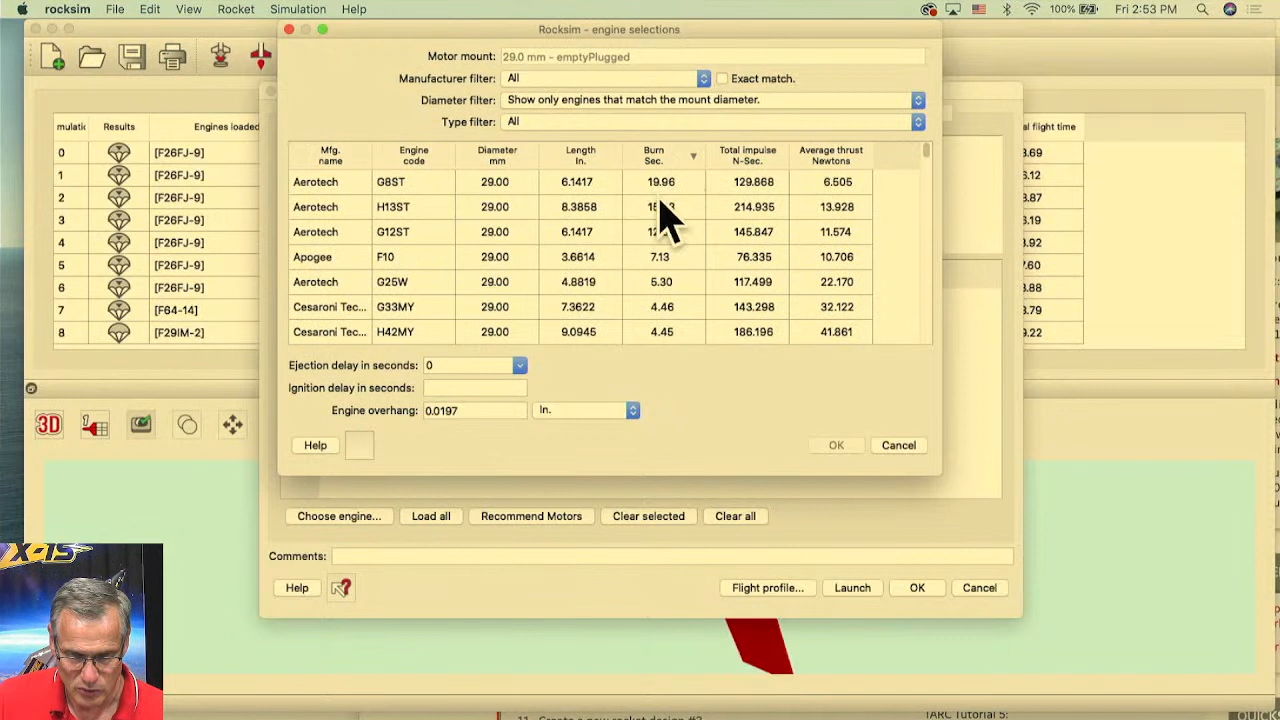 rocksim File Edit View Rocket Simulation Window Help 100% Fri 2:53 PM
Rocksim - engine selections
Motor mount: 29.0 mm - emptyPlugged
Manufacturer filter: All Exact match.
Diameter filter: Show only engines that match the mount diameter.
Type filter: All
mulatic Results Engines loaded
0 [F26FJ-9]
1 [F26FJ-9]
2 [F26FJ-9]
3 [F26FJ-9]
4 [F26FJ-9]
5 [F26FJ-9]
6 [F26FJ-9]
7 [F64-14]
8 [F29IM-2]
Mfg. name Engine code Diameter mm Length In. Burn Sec. Total impulse N-Sec. Average thrust Newtons
Aerotech G8ST 29.00 6.1417 19.96 129.868 6.505
Aerotech H13ST 29.00 8.3858 214.935 13.928
Aerotech G12ST 29.00 6.1417 145.847 11.574
Apogee F10 29.00 3.6614 7.13 76.335 10.706
Aerotech G25W 29.00 4.8819 5.30 117.499 22.170
Cesaroni Tec... G33MY 29.00 7.3622 4.46 143.298 32.122
Cesaroni Tec... H42MY 29.00 9.0945 4.45 186.196 41.861
al flight time
.69
.12
.87
.19
.92
.60
.88
.79
.22
Ejection delay in seconds: 0
Ignition delay in seconds:
Engine overhang: 0.0197 In.
Help OK Cancel
3D
Choose engine... Load all Recommend Motors Clear selected Clear all
Comments:
Help Flight profile... Launch OK Cancel
11. Create a new rocket design #2
TARC Tutorial 5: